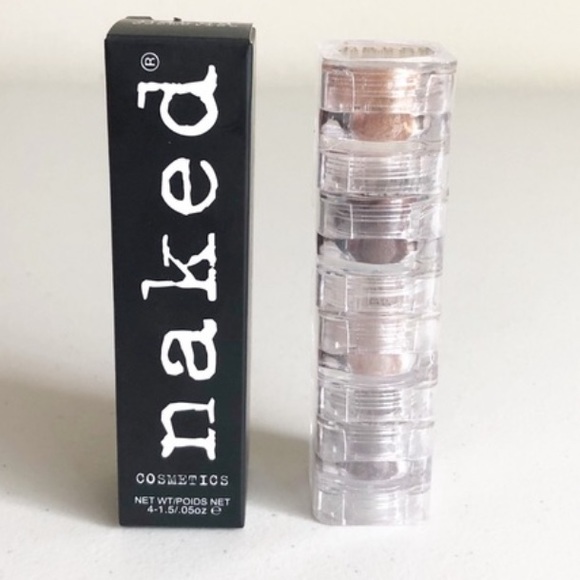 naked®
COSMETICS
NET WT/POIDS NET
4-1.5/.05oz ℮